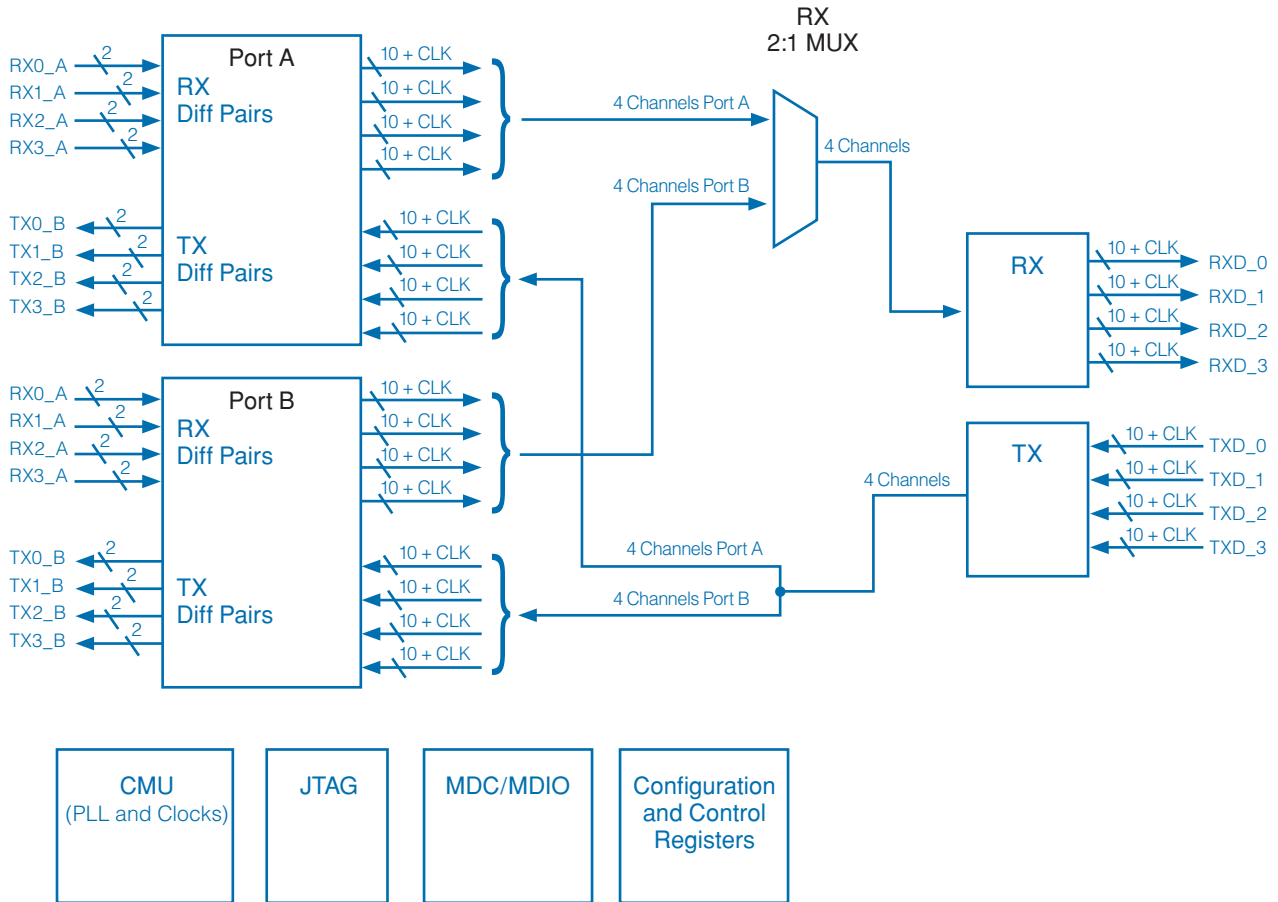 RX
2:1 MUX
Port A
RX
Diff Pairs
RX0_A
2
RX1_A
2
RX2_A
2
RX3_A
2
10 + CLK
10 + CLK
10 + CLK
10 + CLK
4 Channels Port A
4 Channels
4 Channels Port B
TX
Diff Pairs
TX0_B
2
TX1_B
2
TX2_B
2
TX3_B
2
10 + CLK
10 + CLK
10 + CLK
10 + CLK
RX
10 + CLK
RXD_0
10 + CLK
RXD_1
10 + CLK
RXD_2
10 + CLK
RXD_3
Port B
RX
Diff Pairs
RX0_A
2
RX1_A
2
RX2_A
2
RX3_A
2
10 + CLK
10 + CLK
10 + CLK
10 + CLK
TX
10 + CLK
TXD_0
10 + CLK
TXD_1
10 + CLK
TXD_2
10 + CLK
TXD_3
4 Channels
4 Channels Port A
4 Channels Port B
TX
Diff Pairs
TX0_B
2
TX1_B
2
TX2_B
2
TX3_B
2
10 + CLK
10 + CLK
10 + CLK
10 + CLK
CMU
(PLL and Clocks)
JTAG
MDC/MDIO
Configuration
and Control
Registers